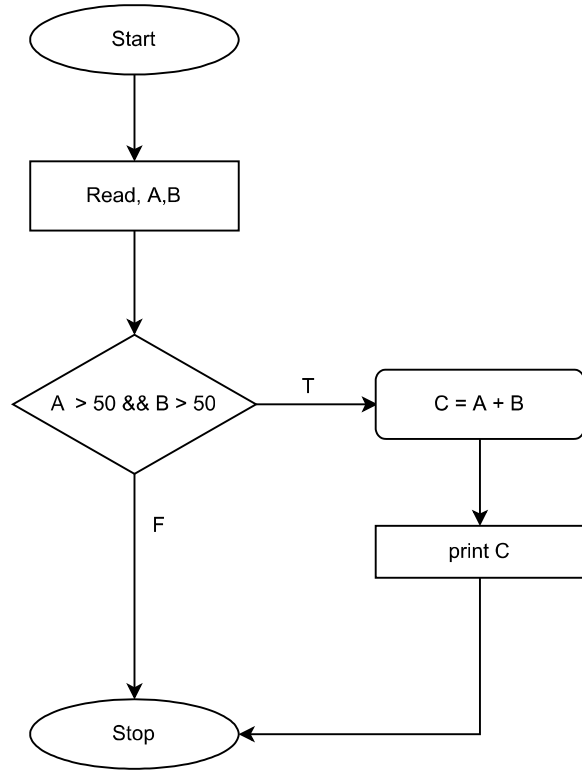 Start
Read, A,B
A  > 50 && B > 50
T
C = A + B
F
print C
Stop